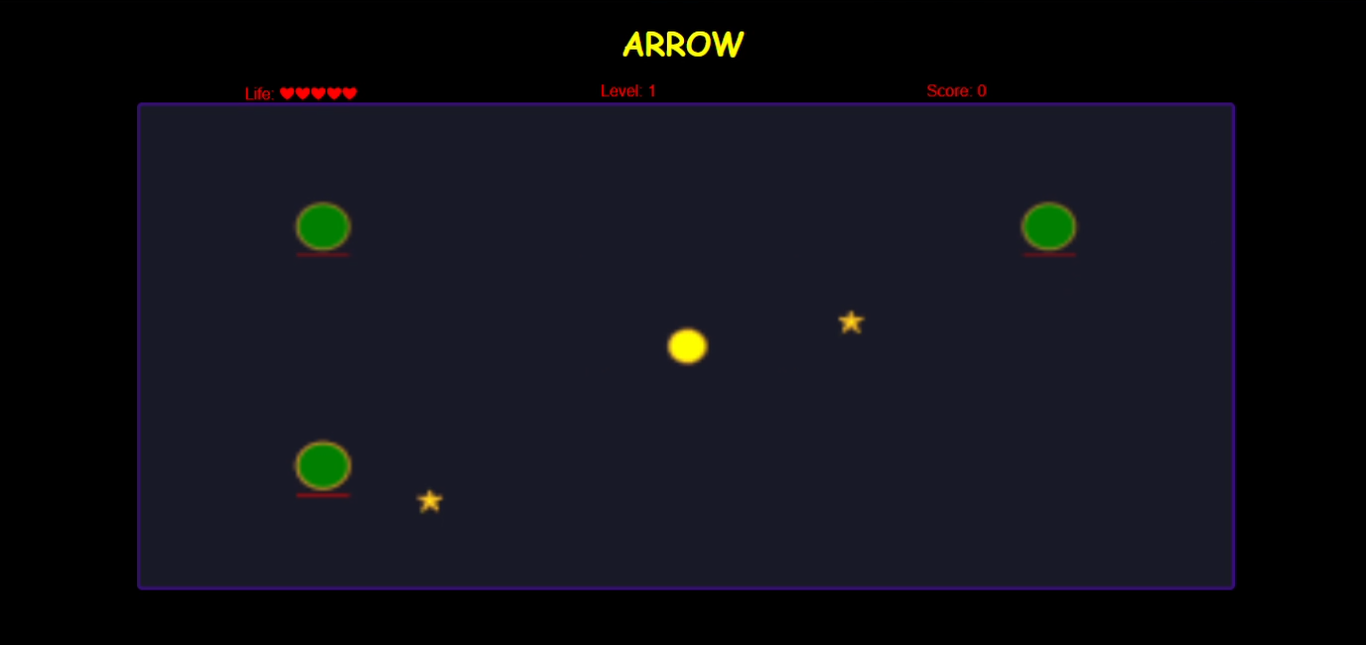 ARROW
Life: ♥♥♥♥♥
Level: 1
Score: 0